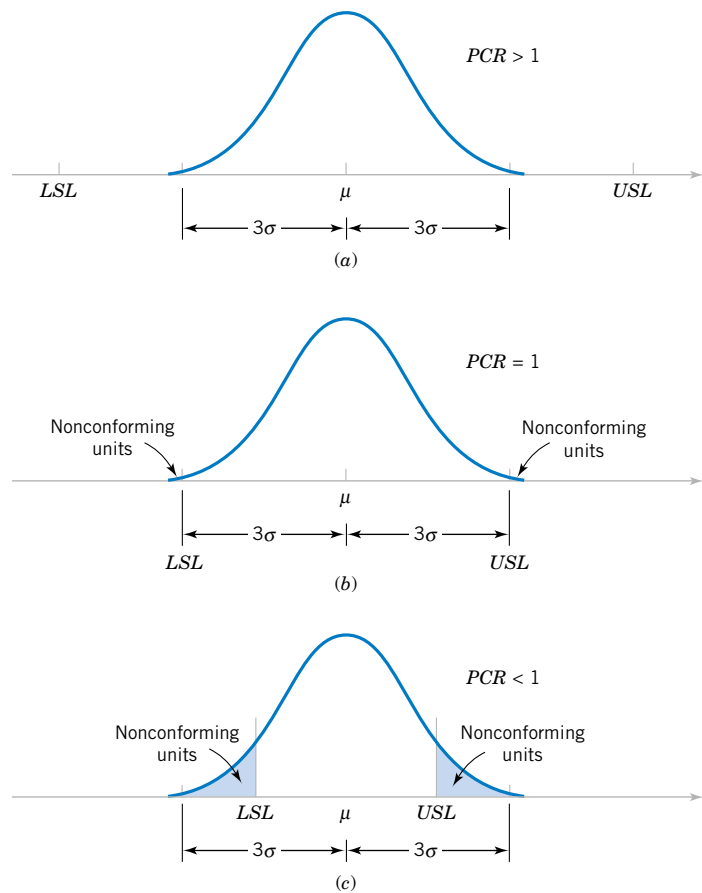 PCR > 1
LSL
μ
USL
3σ
3σ
(a)
PCR = 1
Nonconforming
units
Nonconforming
units
μ
3σ
3σ
LSL
USL
(b)
PCR < 1
Nonconforming
units
Nonconforming
units
LSL
μ
USL
3σ
3σ
(c)